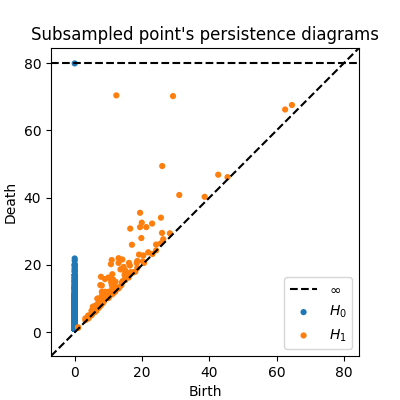 Subsampled point's persistence diagrams
80
60
40
20
0
Death
∞
H₀
H₁
0 20 40 60 80
Birth